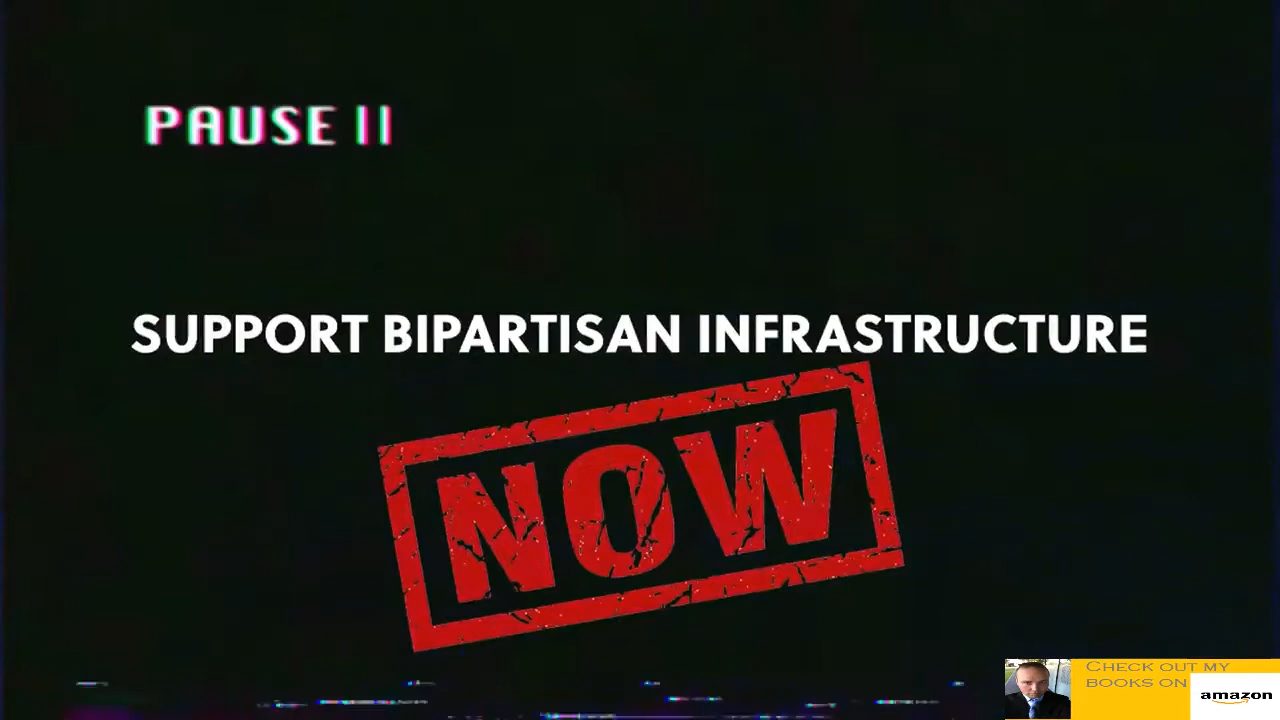 PAUSE II
SUPPORT BIPARTISAN INFRASTRUCTURE
NOW
CHECK OUT MY
BOOKS ON
amazon